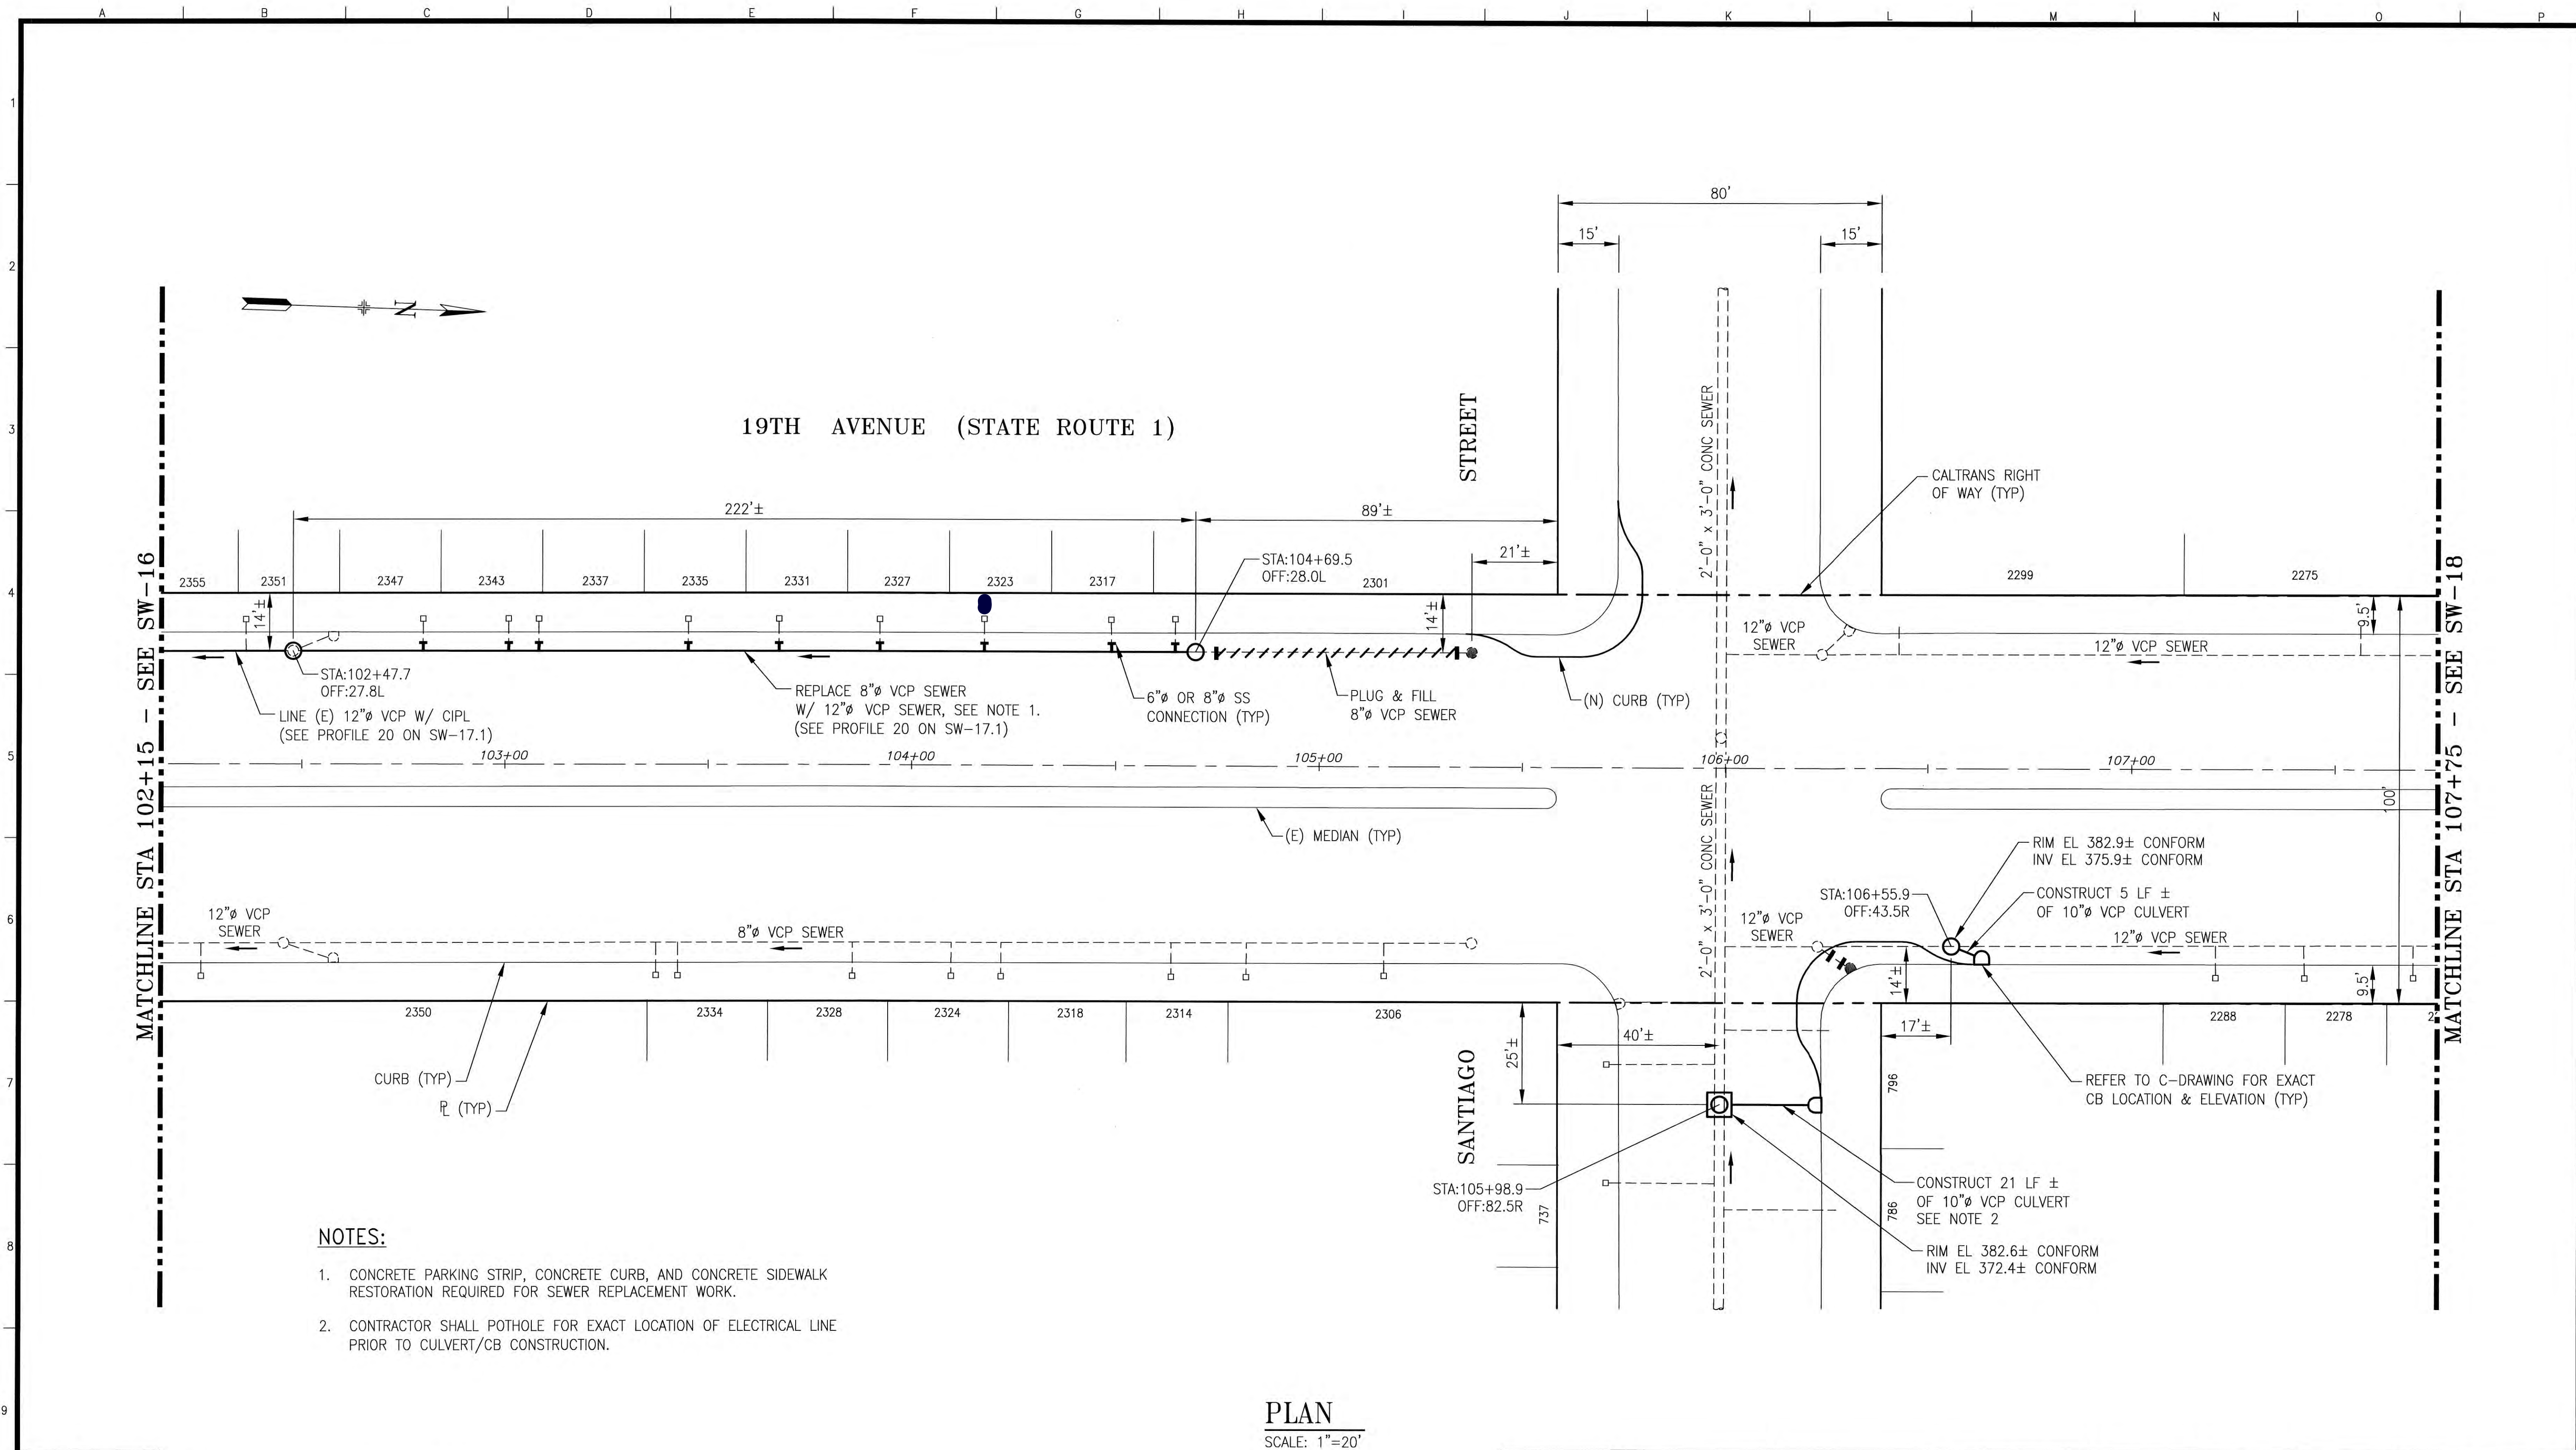 A B C D E F G H I J K L M N O P
1
2
3
4
5
6
7
8
9
80'
15'
15'
N
19TH AVENUE (STATE ROUTE 1)
STREET
2'-0" x 3'-0" CONC SEWER
CALTRANS RIGHT
OF WAY (TYP)
222'±
89'±
21'±
STA:104+69.5
OFF:28.0L
MATCHLINE STA 102+15 - SEE SW-16
2355 2351 2347 2343 2337 2335 2331 2327 2323 2317 2301 2299 2275
14'±
14'±
9.5'
12"ø VCP
SEWER
12"ø VCP SEWER
STA:102+47.7
OFF:27.8L
LINE (E) 12"ø VCP W/ CIPL
(SEE PROFILE 20 ON SW-17.1)
REPLACE 8"ø VCP SEWER
W/ 12"ø VCP SEWER, SEE NOTE 1.
(SEE PROFILE 20 ON SW-17.1)
6"ø OR 8"ø SS
CONNECTION (TYP)
PLUG & FILL
8"ø VCP SEWER
(N) CURB (TYP)
MATCHLINE STA 107+75 - SEE SW-18
103+00 104+00 105+00 106+00 107+00
100'
(E) MEDIAN (TYP)
2'-0" x 3'-0" CONC SEWER
RIM EL 382.9± CONFORM
INV EL 375.9± CONFORM
STA:106+55.9
OFF:43.5R
CONSTRUCT 5 LF ±
OF 10"ø VCP CULVERT
12"ø VCP
SEWER
8"ø VCP SEWER
12"ø VCP
SEWER
12"ø VCP SEWER
14'±
9.5'
2350 2334 2328 2324 2318 2314 2306 2288 2278
17'±
40'±
25'±
CURB (TYP)
PL (TYP)
SANTIAGO
796
REFER TO C-DRAWING FOR EXACT
CB LOCATION & ELEVATION (TYP)
STA:105+98.9
OFF:82.5R
737
786
CONSTRUCT 21 LF ±
OF 10"ø VCP CULVERT
SEE NOTE 2
RIM EL 382.6± CONFORM
INV EL 372.4± CONFORM
NOTES:
1. CONCRETE PARKING STRIP, CONCRETE CURB, AND CONCRETE SIDEWALK
RESTORATION REQUIRED FOR SEWER REPLACEMENT WORK.
2. CONTRACTOR SHALL POTHOLE FOR EXACT LOCATION OF ELECTRICAL LINE
PRIOR TO CULVERT/CB CONSTRUCTION.
PLAN
SCALE: 1"=20'